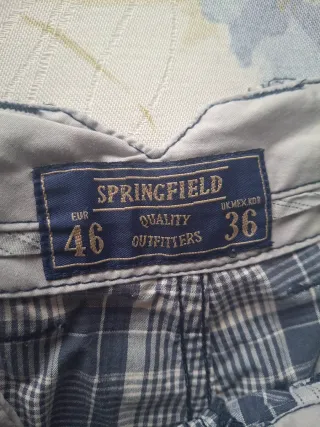 SPRINGFIELD
EUR QUALITY UK.MEX.KOR
46 OUTFITTERS 36